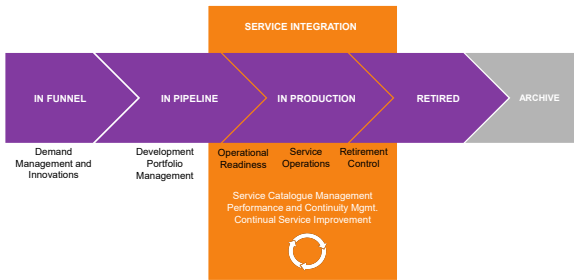 SERVICE INTEGRATION
IN FUNNEL
IN PIPELINE
IN PRODUCTION
RETIRED
ARCHIVE
Demand
Management and
Innovations
Development
Portfolio
Management
Operational
Readiness
Service
Operations
Retirement
Control
Service Catalogue Management
Performance and Continuity Mgmt.
Continual Service Improvement